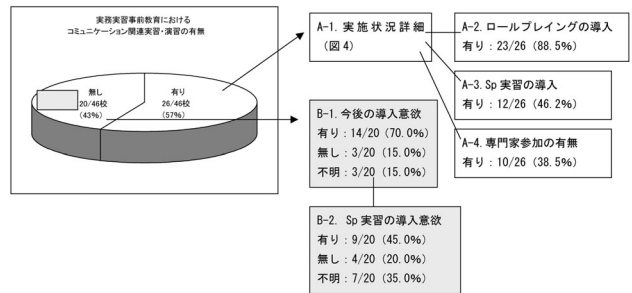 実務実習事前教育における
コミュニケーション関連実習・演習の有無
無し
20/46校
(43%)
有り
26/46校
(57%)
A-1. 実施状況詳細
(図4)
A-2. ロールプレイングの導入
有り：23/26 (88.5%)
A-3. Sp 実習の導入
有り：12/26 (46.2%)
A-4. 専門家参加の有無
有り：10/26 (38.5%)
B-1. 今後の導入意欲
有り：14/20 (70.0%)
無し：3/20 (15.0%)
不明：3/20 (15.0%)
B-2. Sp 実習の導入意欲
有り：9/20 (45.0%)
無し：4/20 (20.0%)
不明：7/20 (35.0%)